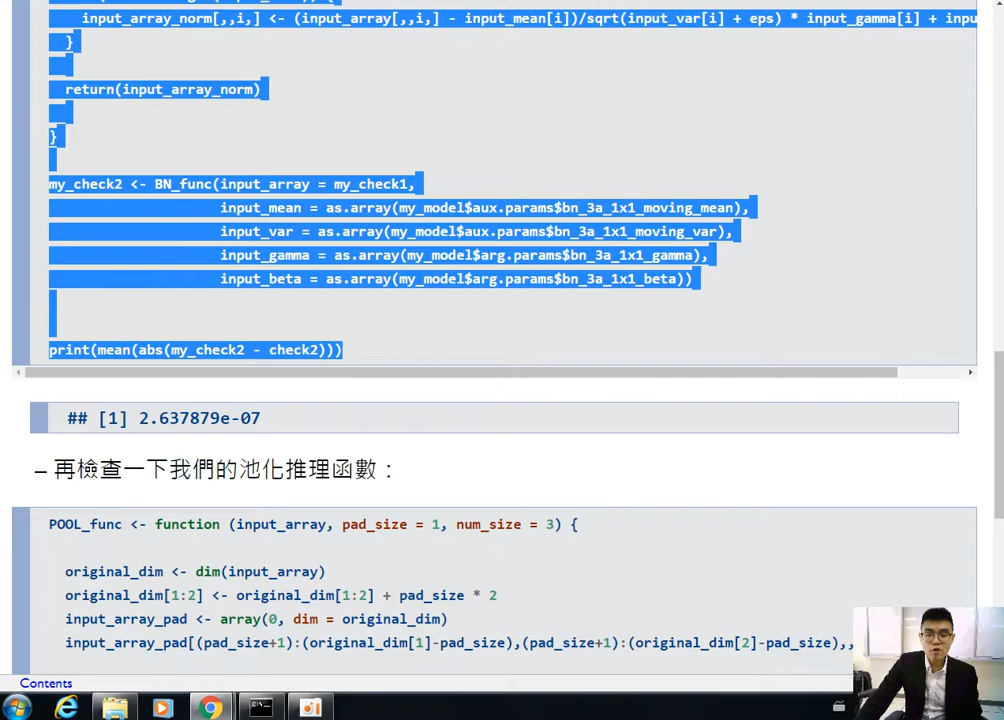 input_array_norm[,,i,] <- (input_array[,,i,] - input_mean[i])/sqrt(input_var[i] + eps) * input_gamma[i] + inpu
}
return(input_array_norm)
}
my_check2 <- BN_func(input_array = my_check1,
input_mean = as.array(my_model$aux.params$bn_3a_1x1_moving_mean),
input_var = as.array(my_model$aux.params$bn_3a_1x1_moving_var),
input_gamma = as.array(my_model$arg.params$bn_3a_1x1_gamma),
input_beta = as.array(my_model$arg.params$bn_3a_1x1_beta))
print(mean(abs(my_check2 - check2)))
## [1] 2.637879e-07
– 再檢查一下我們的池化推理函數：
POOL_func <- function (input_array, pad_size = 1, num_size = 3) {
original_dim <- dim(input_array)
original_dim[1:2] <- original_dim[1:2] + pad_size * 2
input_array_pad <- array(0, dim = original_dim)
input_array_pad[(pad_size+1):(original_dim[1]-pad_size),(pad_size+1):(original_dim[2]-pad_size),,
Contents